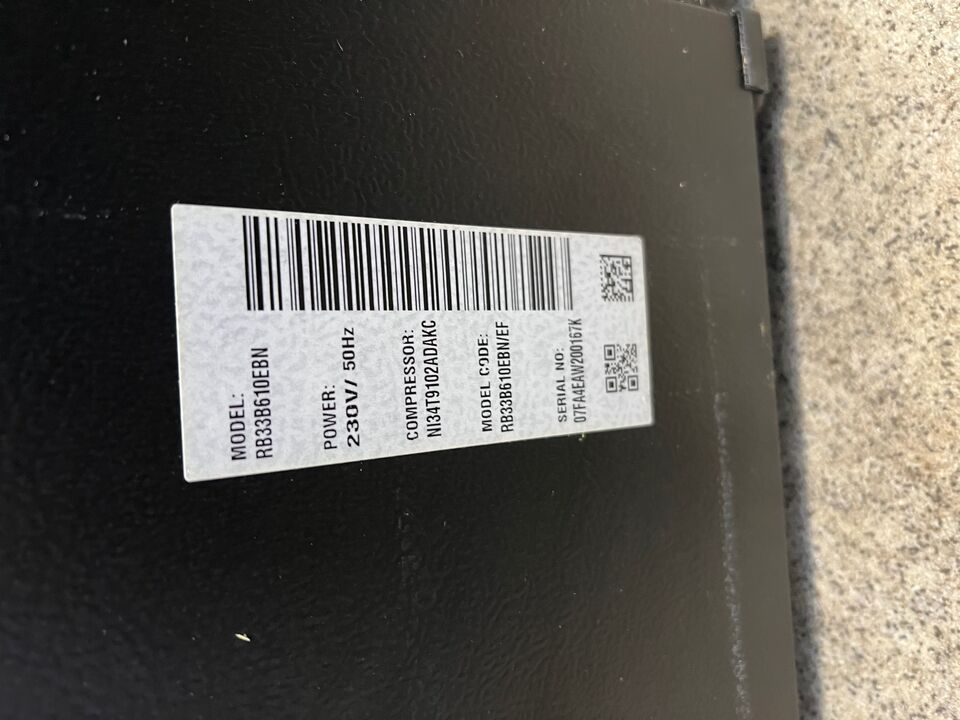 MODEL:
RB33B610EBN
POWER:
230V/ 50Hz
COMPRESSOR:
NI34T9102ADAKC
MODEL CODE:
RB33B610EBN/EF
SERIAL NO:
07FA4EAW200167K